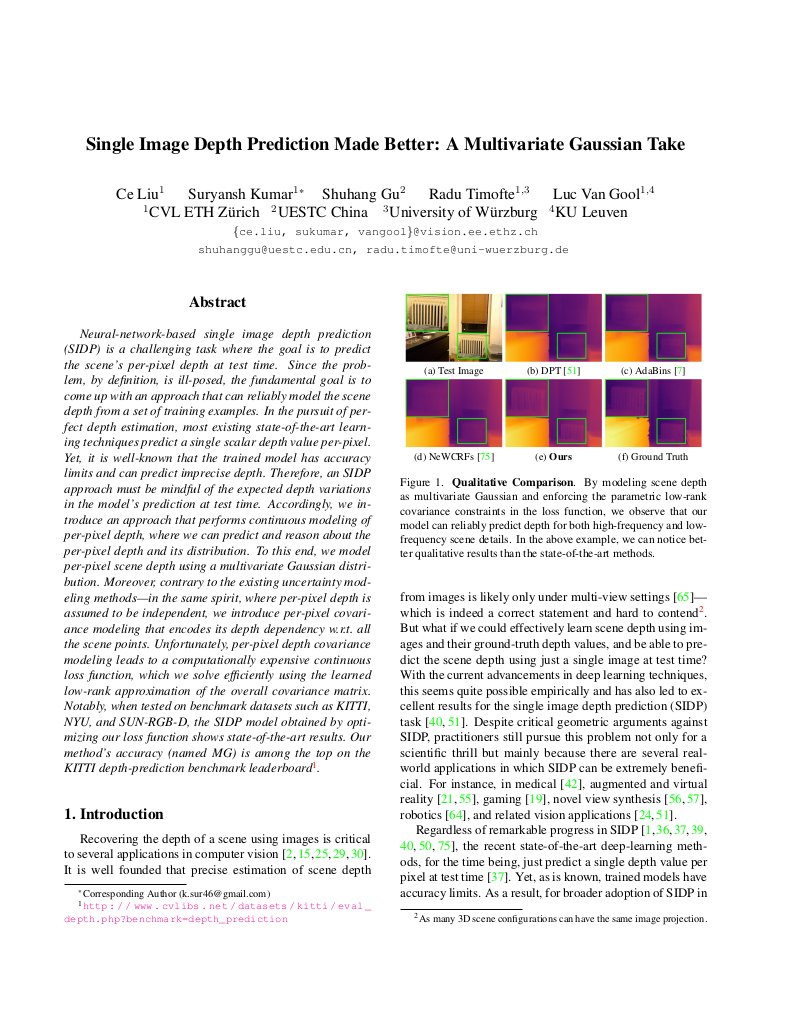 Single Image Depth Prediction Made Better: A Multivariate Gaussian Take
Ce Liu1 Suryansh Kumar1∗ Shuhang Gu2 Radu Timofte1,3 Luc Van Gool1,4
1CVL ETH Zürich 2UESTC China 3University of Würzburg 4KU Leuven
{ce.liu, sukumar, vangool}@vision.ee.ethz.ch
shuhanggu@uestc.edu.cn, radu.timofte@uni-wuerzburg.de
Abstract
Neural-network-based single image depth prediction
(SIDP) is a challenging task where the goal is to predict
the scene's per-pixel depth at test time. Since the prob-
lem, by definition, is ill-posed, the fundamental goal is to
come up with an approach that can reliably model the scene
depth from a set of training examples. In the pursuit of per-
fect depth estimation, most existing state-of-the-art learn-
ing techniques predict a single scalar depth value per-pixel.
Yet, it is well-known that the trained model has accuracy
limits and can predict imprecise depth. Therefore, an SIDP
approach must be mindful of the expected depth variations
in the model's prediction at test time. Accordingly, we in-
troduce an approach that performs continuous modeling of
per-pixel depth, where we can predict and reason about the
per-pixel depth and its distribution. To this end, we model
per-pixel scene depth using a multivariate Gaussian distri-
bution. Moreover, contrary to the existing uncertainty mod-
eling methods—in the same spirit, where per-pixel depth is
assumed to be independent, we introduce per-pixel covari-
ance modeling that encodes its depth dependency w.r.t. all
the scene points. Unfortunately, per-pixel depth covariance
modeling leads to a computationally expensive continuous
loss function, which we solve efficiently using the learned
low-rank approximation of the overall covariance matrix.
Notably, when tested on benchmark datasets such as KITTI,
NYU, and SUN-RGB-D, the SIDP model obtained by opti-
mizing our loss function shows state-of-the-art results. Our
method's accuracy (named MG) is among the top on the
KITTI depth-prediction benchmark leaderboard1.
1. Introduction
Recovering the depth of a scene using images is critical
to several applications in computer vision [2, 15, 25, 29, 30].
It is well founded that precise estimation of scene depth
∗Corresponding Author (k.sur46@gmail.com)
1http://www.cvlibs.net/datasets/kitti/eval_
depth.php?benchmark=depth_prediction
(a) Test Image (b) DPT [51] (c) AdaBins [7]
(d) NeWCRFs [75] (e) Ours (f) Ground Truth
Figure 1. Qualitative Comparison. By modeling scene depth
as multivariate Gaussian and enforcing the parametric low-rank
covariance constraints in the loss function, we observe that our
model can reliably predict depth for both high-frequency and low-
frequency scene details. In the above example, we can notice bet-
ter qualitative results than the state-of-the-art methods.
from images is likely only under multi-view settings [65]—
which is indeed a correct statement and hard to contend2.
But what if we could effectively learn scene depth using im-
ages and their ground-truth depth values, and be able to pre-
dict the scene depth using just a single image at test time?
With the current advancements in deep learning techniques,
this seems quite possible empirically and has also led to ex-
cellent results for the single image depth prediction (SIDP)
task [40, 51]. Despite critical geometric arguments against
SIDP, practitioners still pursue this problem not only for a
scientific thrill but mainly because there are several real-
world applications in which SIDP can be extremely benefi-
cial. For instance, in medical [42], augmented and virtual
reality [21, 55], gaming [19], novel view synthesis [56, 57],
robotics [64], and related vision applications [24, 51].
Regardless of remarkable progress in SIDP [1, 36, 37, 39,
40, 50, 75], the recent state-of-the-art deep-learning meth-
ods, for the time being, just predict a single depth value per
pixel at test time [37]. Yet, as is known, trained models have
accuracy limits. As a result, for broader adoption of SIDP in
2As many 3D scene configurations can have the same image projection.